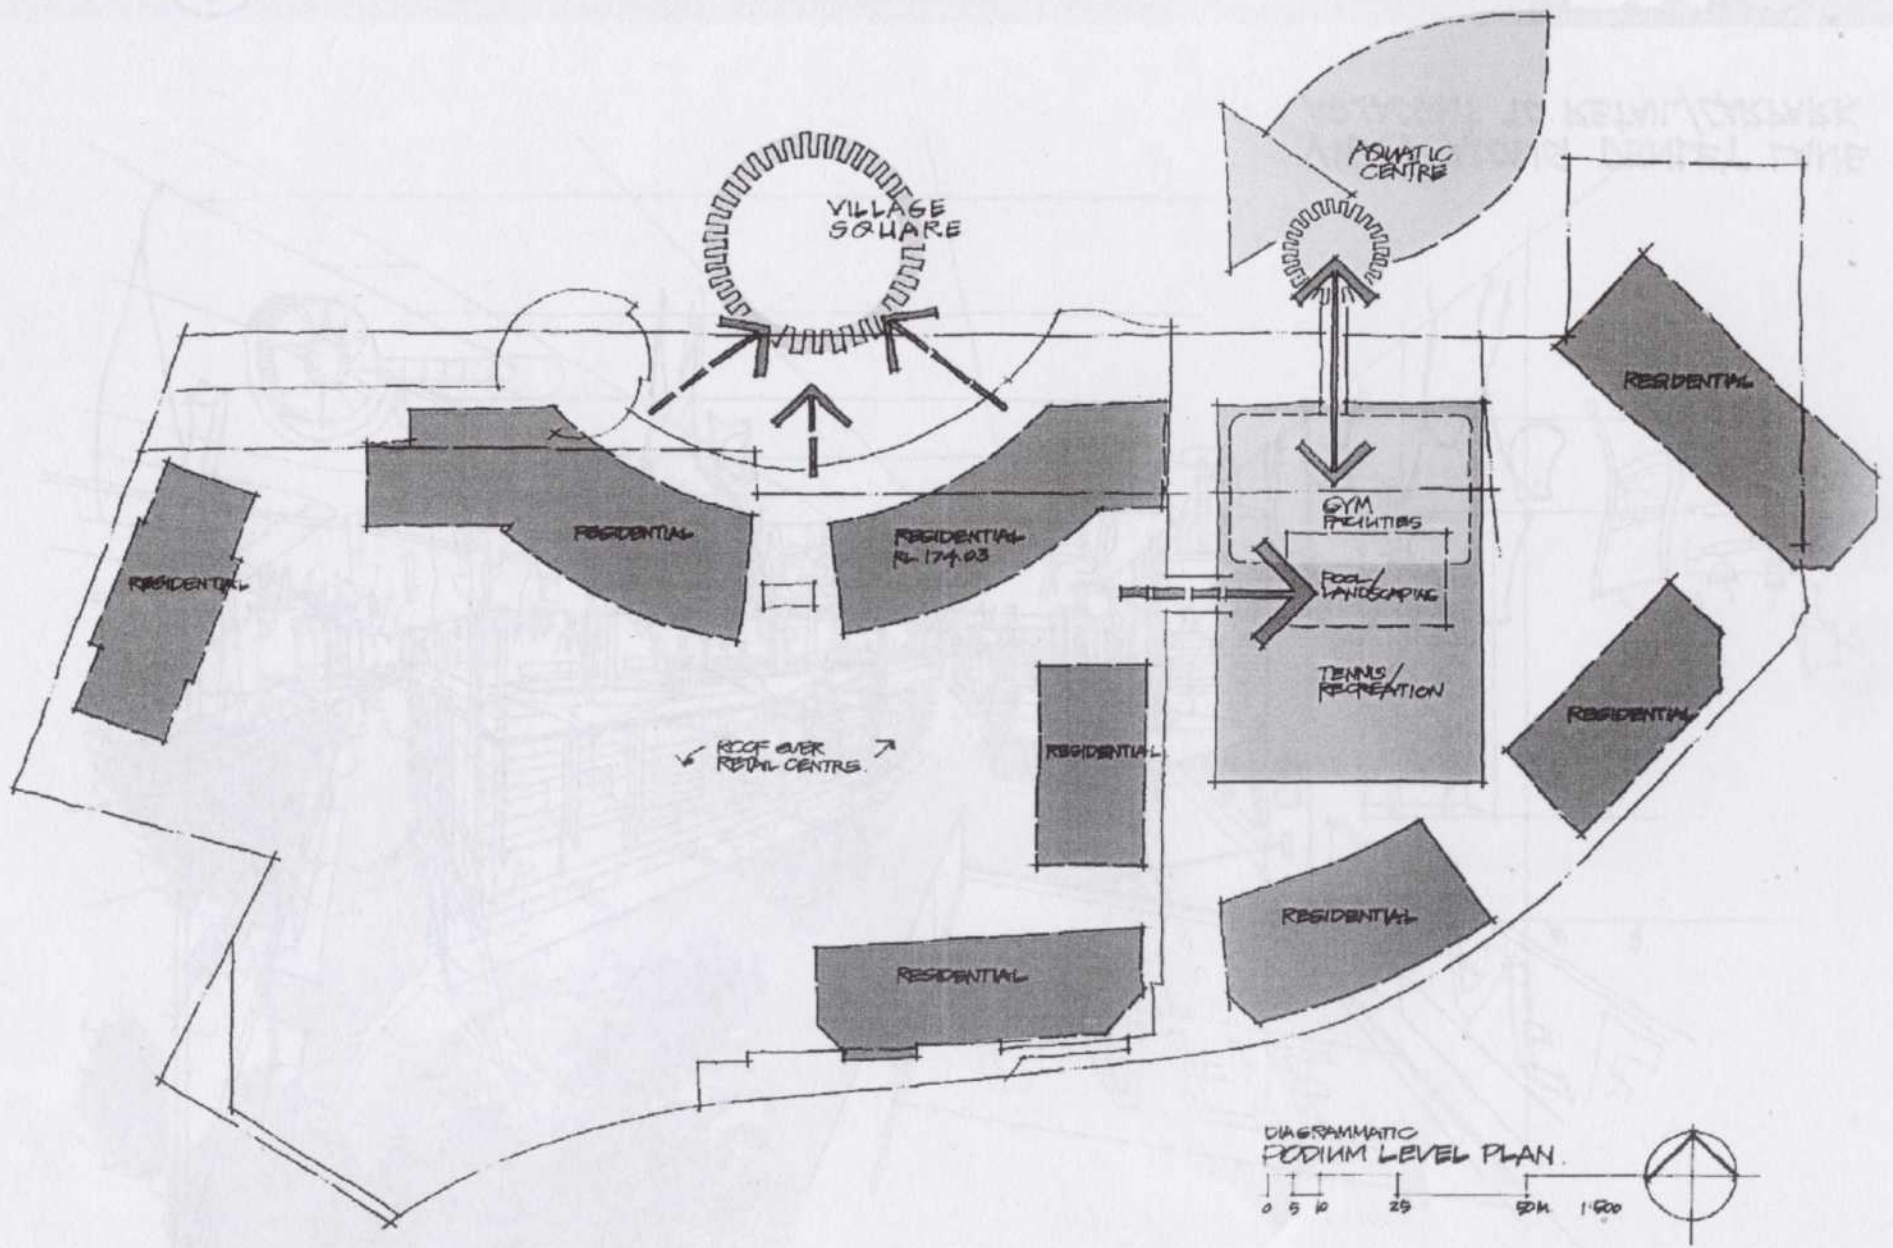 VILLAGE
SQUARE
AQUATIC
CENTRE
RESIDENTIAL
RESIDENTIAL
RESIDENTIAL
RL 174.03
RESIDENTIAL
GYM
FACILITIES
POOL/
LANDSCAPING
TENNIS/
RECREATION
RESIDENTIAL
ROOF OVER
RETAIL CENTRE.
RESIDENTIAL
RESIDENTIAL
RESIDENTIAL
DIAGRAMMATIC
PODIUM LEVEL PLAN.
0 5 10 25 50M 1:500